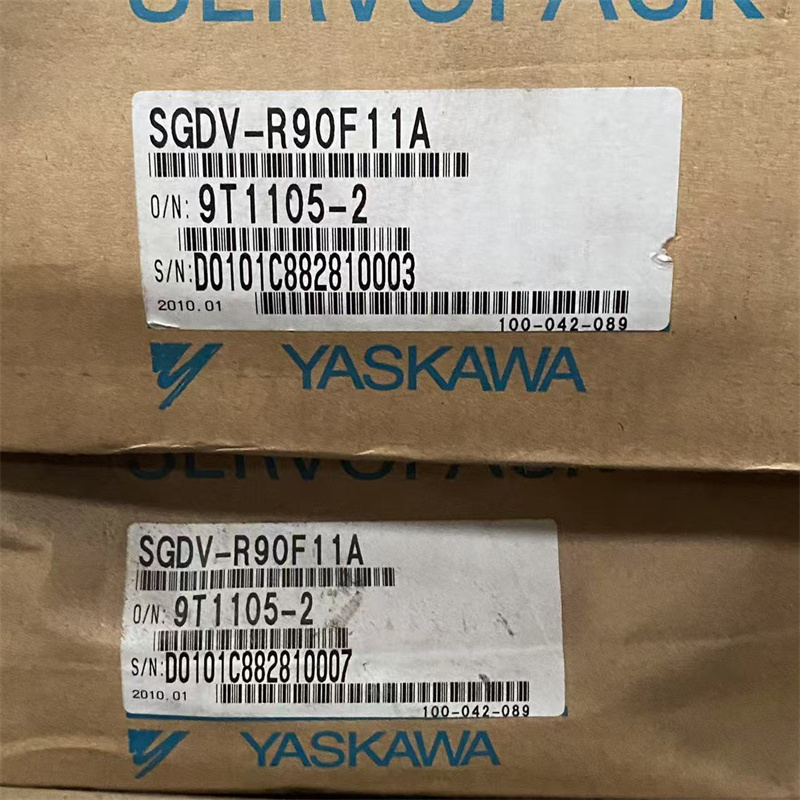 SERVOPACK
SGDV-R90F11A
O/N: 9T1105-2
S/N: D0101C882810003
2010.01
100-042-089
YASKAWA
SERVOPACK
SGDV-R90F11A
O/N: 9T1105-2
S/N: D0101C882810007
2010.01
100-042-089
YASKAWA